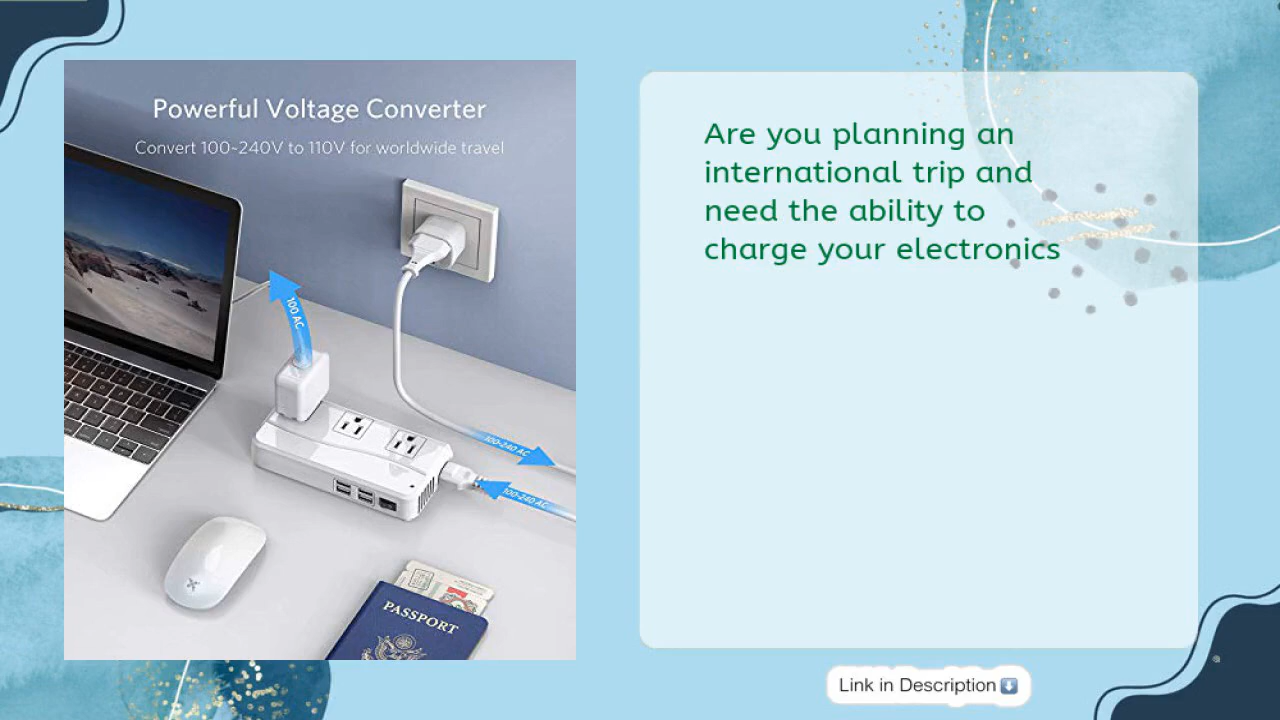 Powerful Voltage Converter
Convert 100~240V to 110V for worldwide travel
100 AC
100-240 AC
100-240 AC
PASSPORT
Are you planning an
international trip and
need the ability to
charge your electronics
Link in Description